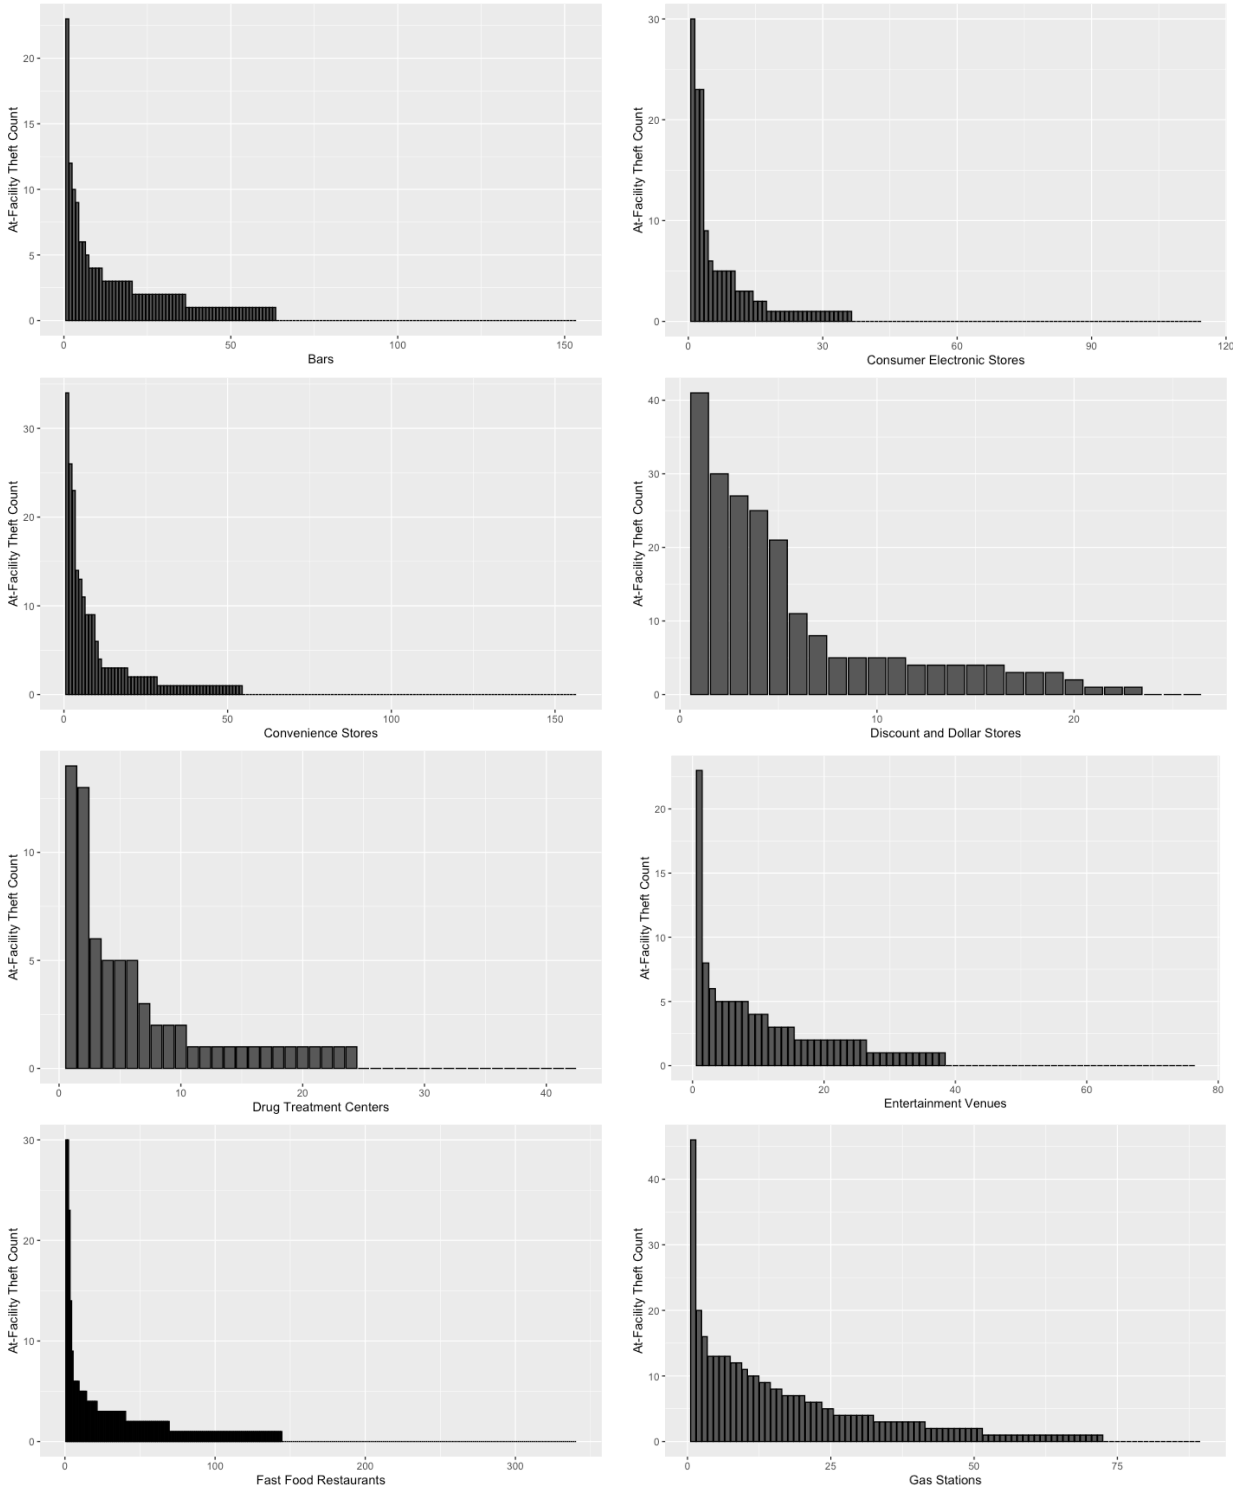 At-Facility Theft Count
20
15
10
5
0
0 50 100 150
Bars
At-Facility Theft Count
30
20
10
0
0 30 60 90 120
Consumer Electronic Stores
At-Facility Theft Count
30
20
10
0
0 50 100 150
Convenience Stores
At-Facility Theft Count
40
30
20
10
0
0 10 20
Discount and Dollar Stores
At-Facility Theft Count
10
5
0
0 10 20 30 40
Drug Treatment Centers
At-Facility Theft Count
20
15
10
5
0
0 20 40 60 80
Entertainment Venues
At-Facility Theft Count
30
20
10
0
0 100 200 300
Fast Food Restaurants
At-Facility Theft Count
40
30
20
10
0
0 25 50 75
Gas Stations